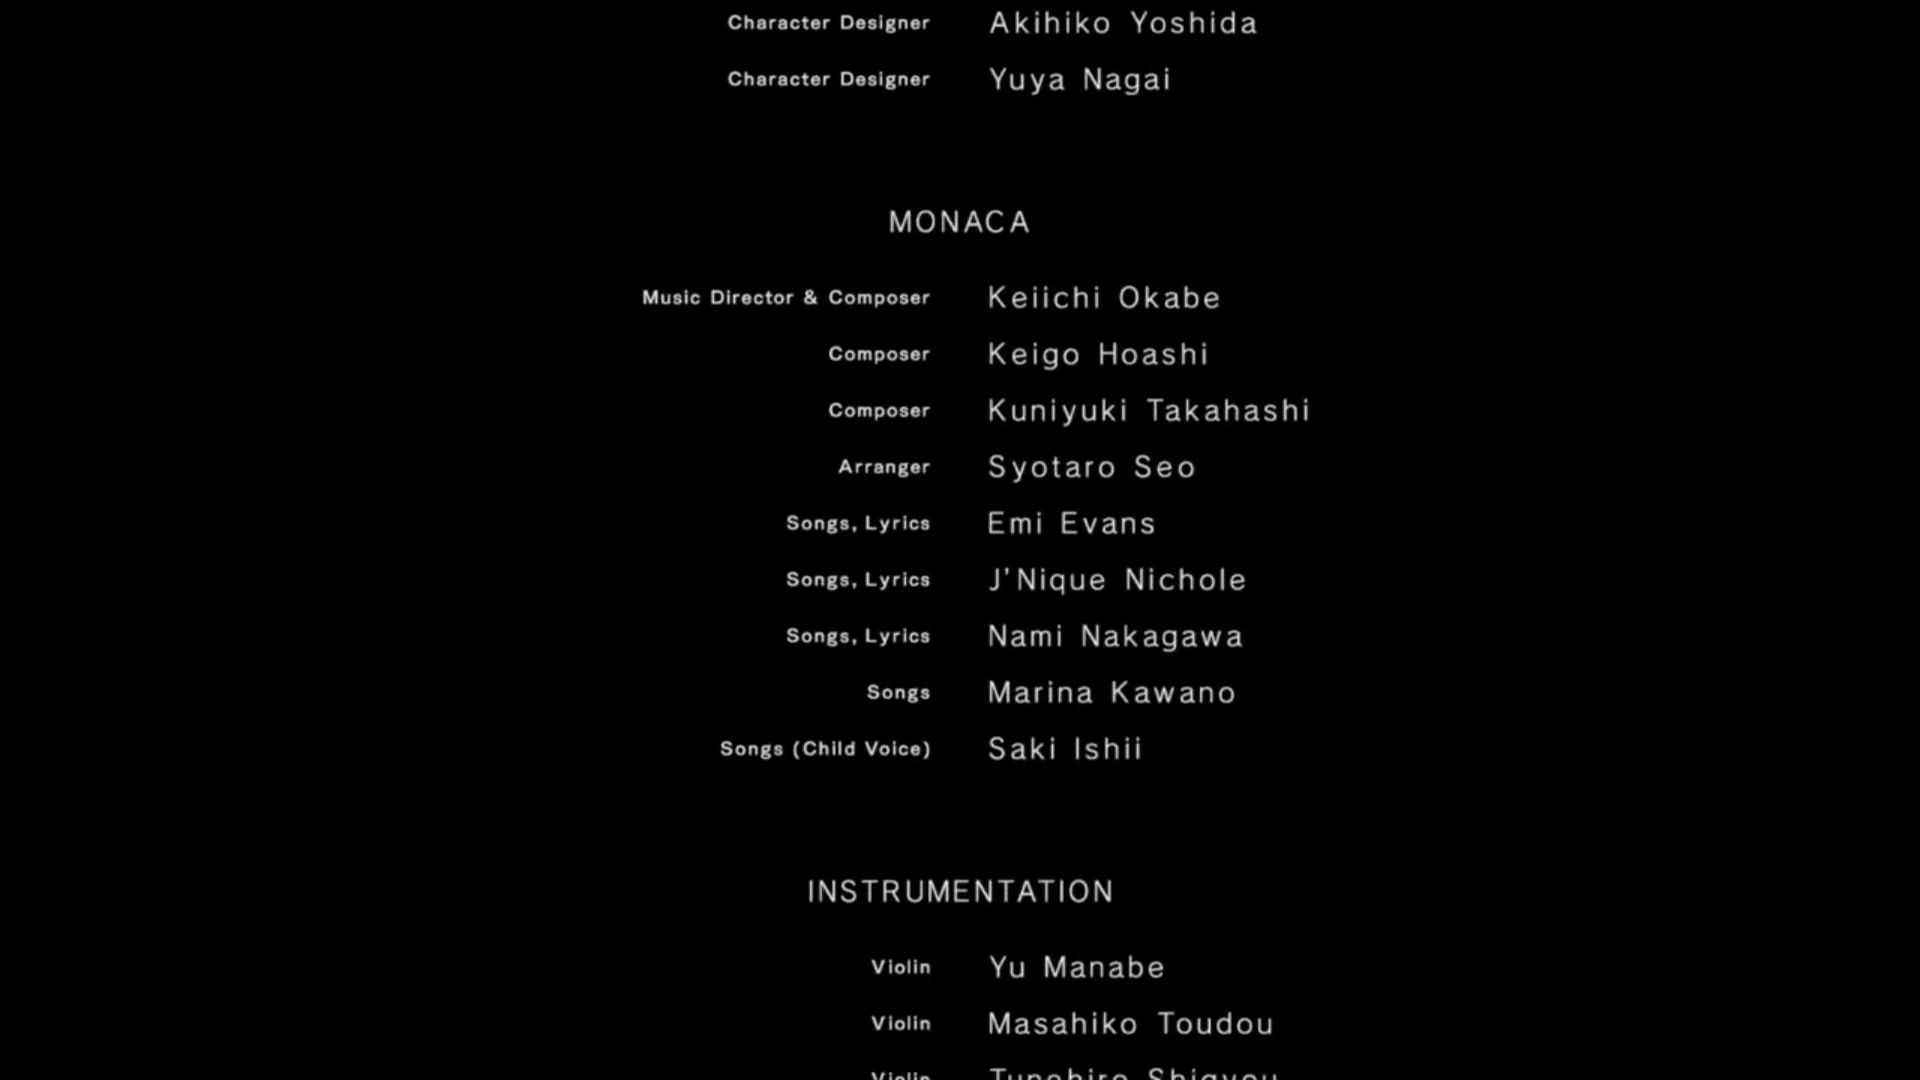 Character Designer Akihiko Yoshida
Character Designer Yuya Nagai
MONACA
Music Director & Composer Keiichi Okabe
Composer Keigo Hoashi
Composer Kuniyuki Takahashi
Arranger Syotaro Seo
Songs, Lyrics Emi Evans
Songs, Lyrics J'Nique Nichole
Songs, Lyrics Nami Nakagawa
Songs Marina Kawano
Songs (Child Voice) Saki Ishii
INSTRUMENTATION
Violin Yu Manabe
Violin Masahiko Toudou
Violin